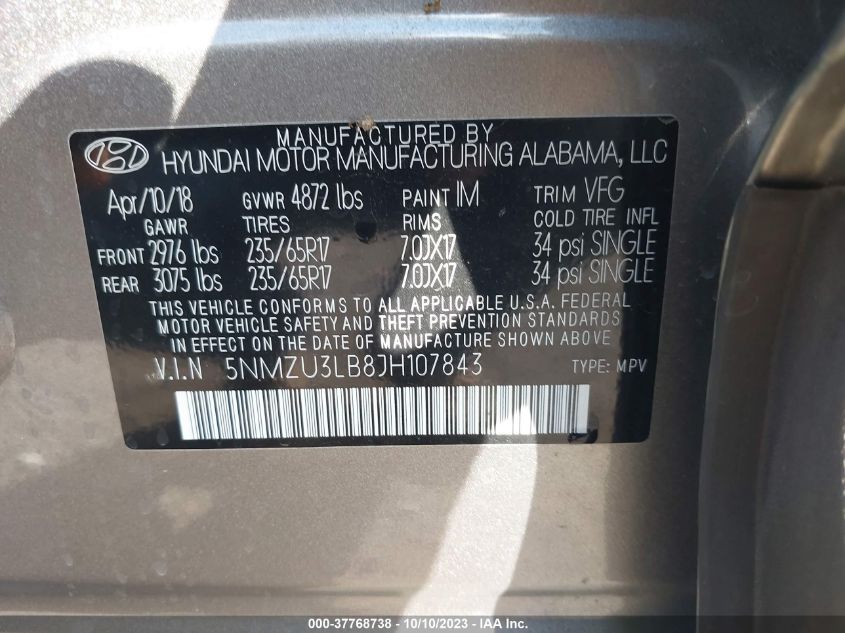 MANUFACTURED BY
HYUNDAI MOTOR MANUFACTURING ALABAMA, LLC
Apr/10/18 GVWR 4872 lbs PAINT IM TRIM VFG
GAWR TIRES RIMS COLD TIRE INFL
FRONT 2976 lbs 235/65R17 7.0JX17 34 psi SINGLE
REAR 3075 lbs 235/65R17 7.0JX17 34 psi SINGLE
THIS VEHICLE CONFORMS TO ALL APPLICABLE U.S.A. FEDERAL
MOTOR VEHICLE SAFETY AND THEFT PREVENTION STANDARDS
IN EFFECT ON THE DATE OF MANUFACTURE SHOWN ABOVE
V.I.N 5NMZU3LB8JH107843 TYPE: MPV
000-37768738 - 10/10/2023 - IAA Inc.